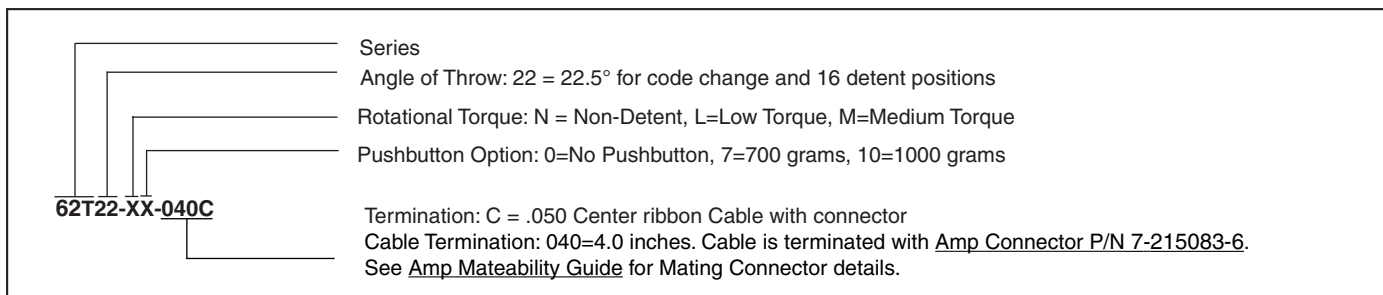 Series
Angle of Throw: 22 = 22.5° for code change and 16 detent positions
Rotational Torque: N = Non-Detent, L=Low Torque, M=Medium Torque
Pushbutton Option: 0=No Pushbutton, 7=700 grams, 10=1000 grams
62T22-XX-040C
Termination: C = .050 Center ribbon Cable with connector
Cable Termination: 040=4.0 inches. Cable is terminated with Amp Connector P/N 7-215083-6.
See Amp Mateability Guide for Mating Connector details.